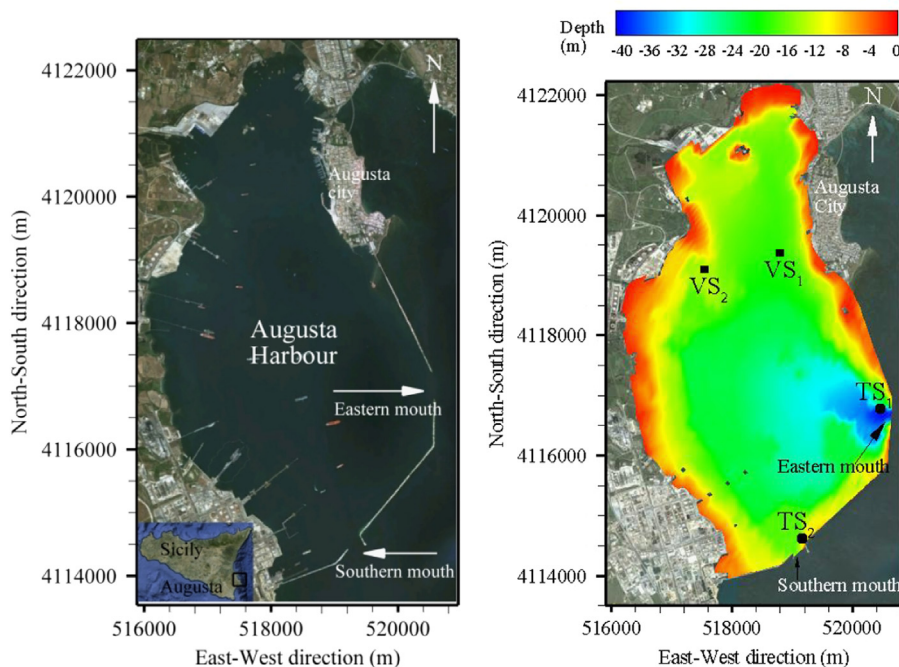 4122000
4120000
4118000
4116000
4114000
North-South direction (m)
N
Augusta
city
Augusta
Harbour
Eastern mouth
Southern mouth
Sicily
Augusta
516000 518000 520000
East-West direction (m)
Depth
(m)
-40 -36 -32 -28 -24 -20 -16 -12 -8 -4 0
4122000
4120000
4118000
4116000
4114000
North-South direction (m)
N
Augusta
City
VS1
VS2
TS1
Eastern mouth
TS2
Southern mouth
516000 518000 520000
East-West direction (m)